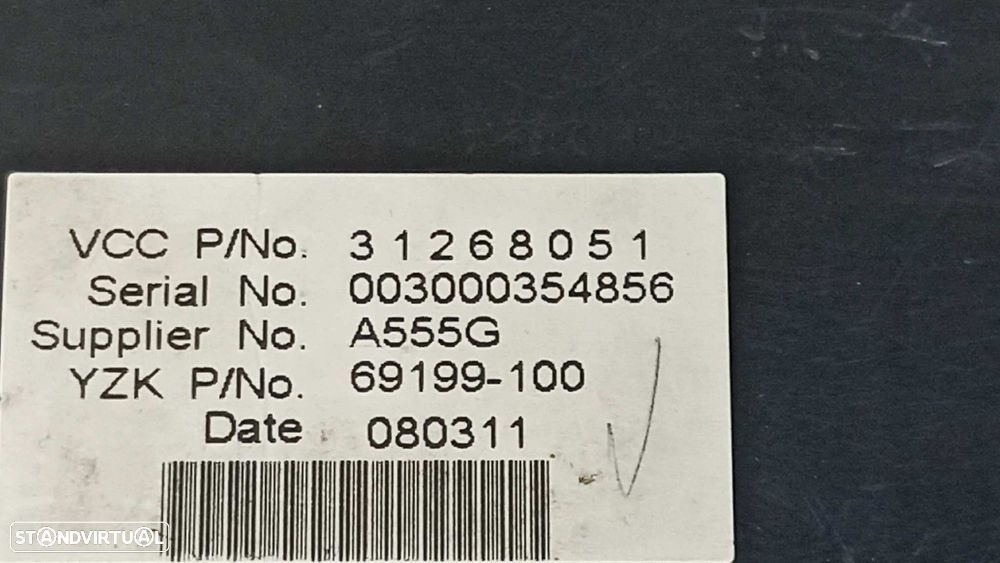 VCC P/No. 31268051
Serial No. 003000354856
Supplier No. A555G
YZK P/No. 69199-100
Date 080311
STANDVIRTUAL